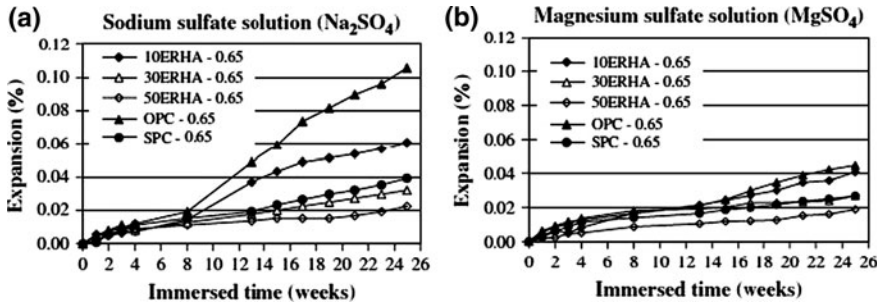 (a)
Sodium sulfate solution (Na₂SO₄)
0.12
0.10
0.08
0.06
0.04
0.02
0.00
Expansion (%)
10ERHA - 0.65
30ERHA - 0.65
50ERHA - 0.65
OPC - 0.65
SPC - 0.65
0 2 4 6 8 10 12 14 16 18 20 22 24 26
Immersed time (weeks)
(b)
Magnesium sulfate solution (MgSO₄)
0.12
0.10
0.08
0.06
0.04
0.02
0.00
Expansion (%)
10ERHA - 0.65
30ERHA - 0.65
50ERHA - 0.65
OPC - 0.65
SPC - 0.65
0 2 4 6 8 10 12 14 16 18 20 22 24 26
Immersed time (weeks)